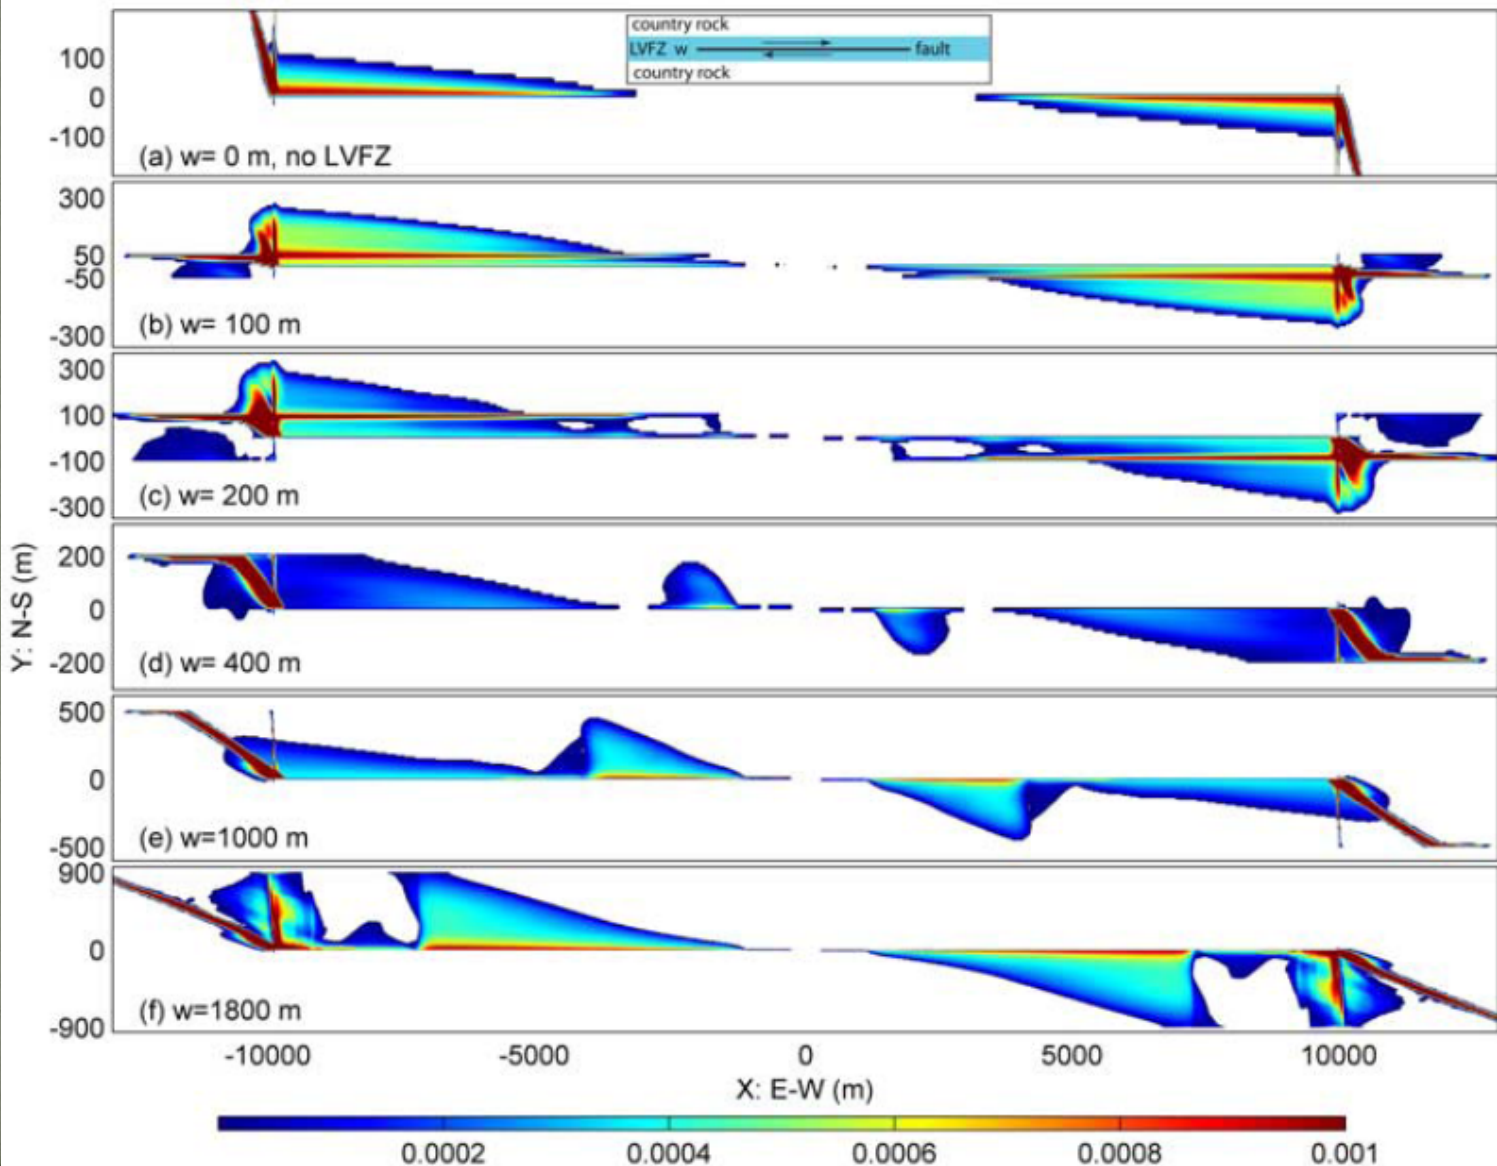 country rock
LVFZ w fault
country rock
100
0
-100
(a) w= 0 m, no LVFZ
300
50
-50
-300
(b) w= 100 m
300
100
-100
-300
(c) w= 200 m
200
0
-200
(d) w= 400 m
500
0
-500
(e) w=1000 m
900
0
-900
(f) w=1800 m
Y: N-S (m)
-10000 -5000 0 5000 10000
X: E-W (m)
0.0002 0.0004 0.0006 0.0008 0.001